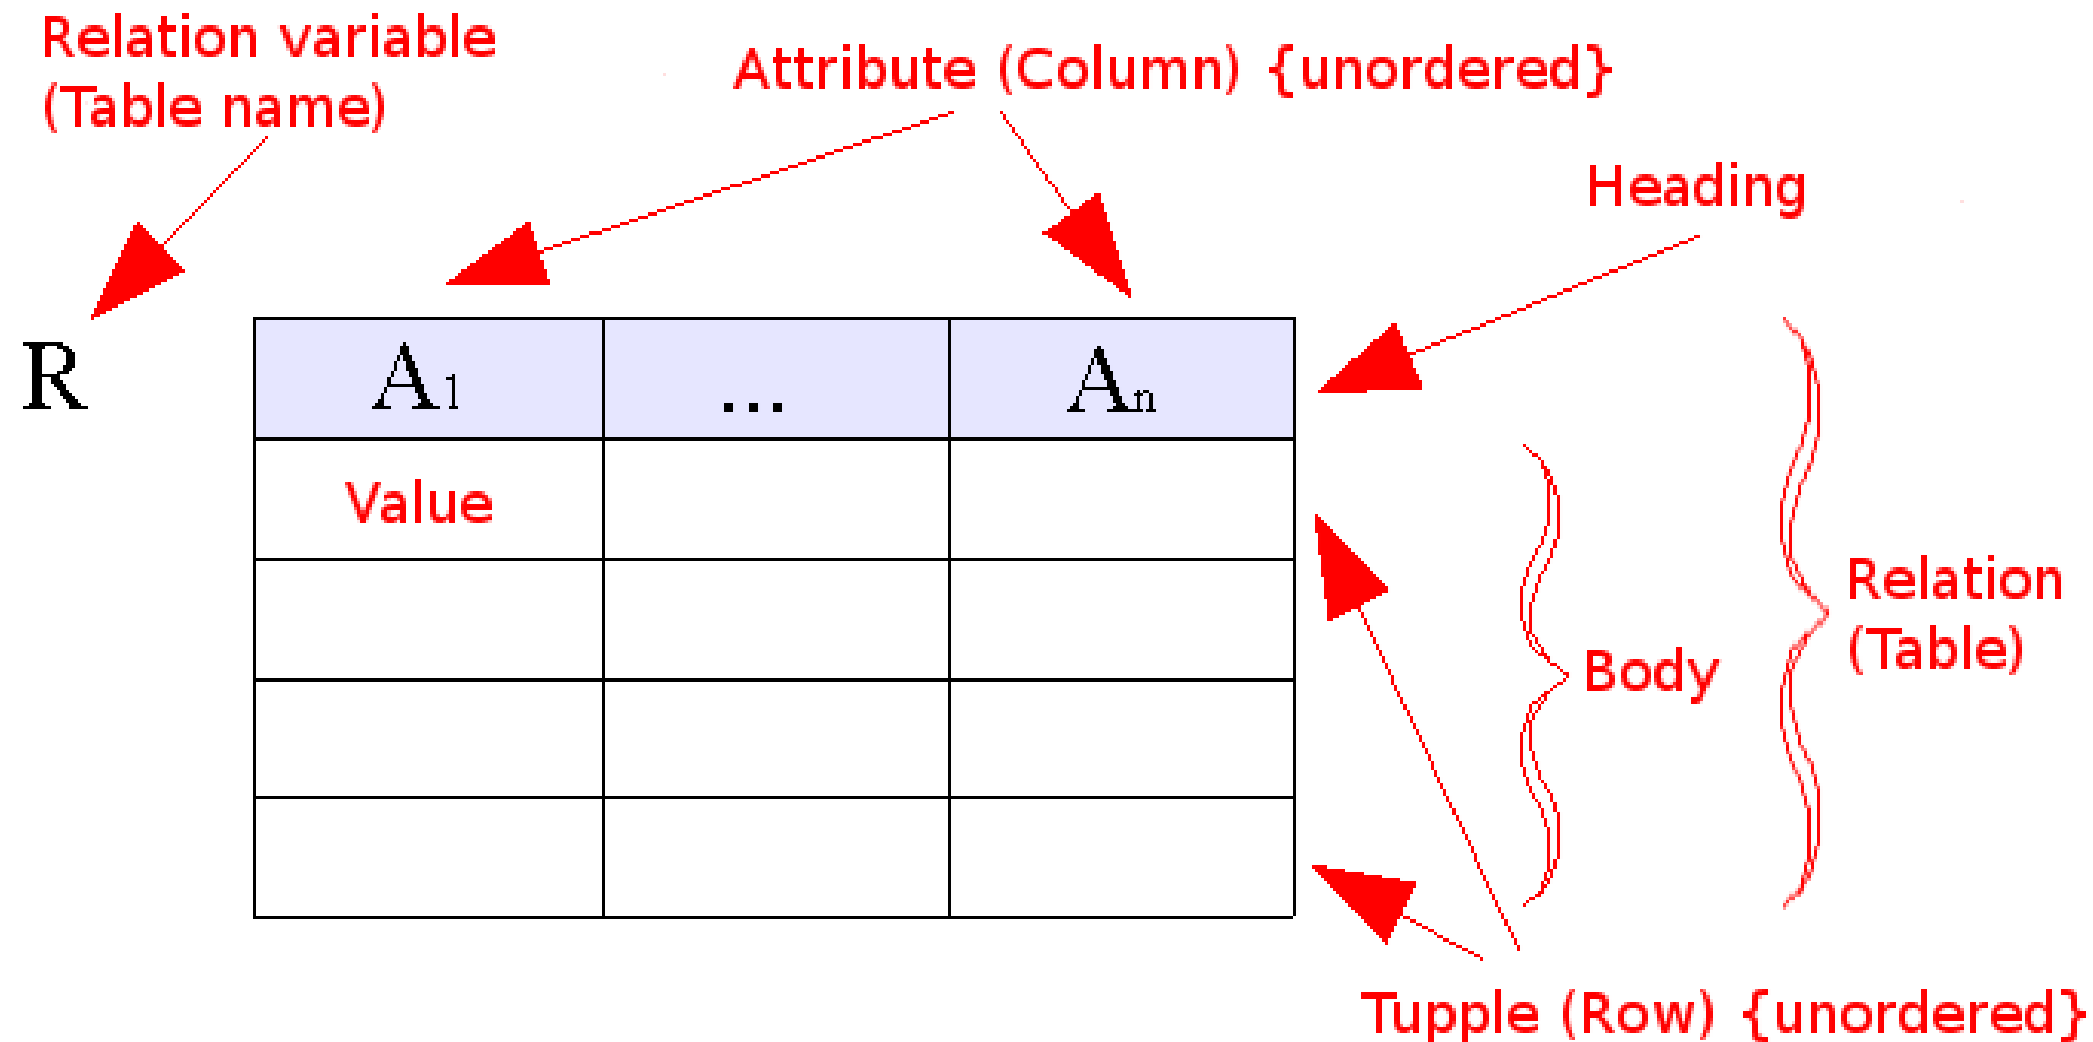 Relation variable
(Table name)
Attribute (Column) {unordered}
Heading
R
A1
...
An
Value
Relation
(Table)
Body
Tupple (Row) {unordered}